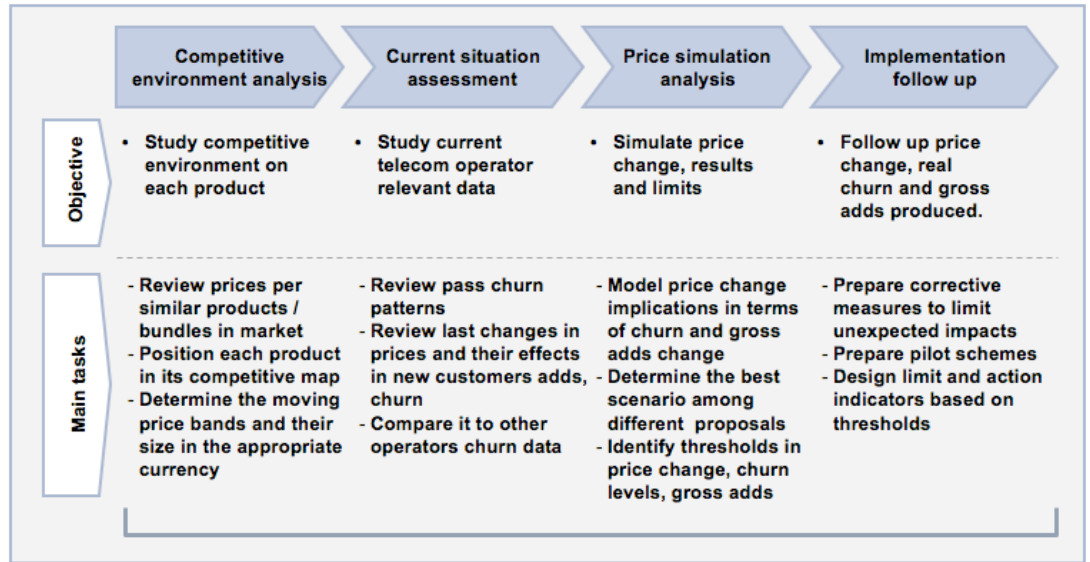 Competitive
environment analysis
Current situation
assessment
Price simulation
analysis
Implementation
follow up
Objective
• Study competitive
environment on
each product
• Study current
telecom operator
relevant data
• Simulate price
change, results
and limits
• Follow up price
change, real
churn and gross
adds produced.
Main tasks
- Review prices per
similar products /
bundles in market
- Position each product
in its competitive map
- Determine the moving
price bands and their
size in the appropriate
currency
- Review pass churn
patterns
- Review last changes in
prices and their effects
in new customers adds,
churn
- Compare it to other
operators churn data
- Model price change
implications in terms
of churn and gross
adds change
- Determine the best
scenario among
different proposals
- Identify thresholds in
price change, churn
levels, gross adds
- Prepare corrective
measures to limit
unexpected impacts
- Prepare pilot schemes
- Design limit and action
indicators based on
thresholds